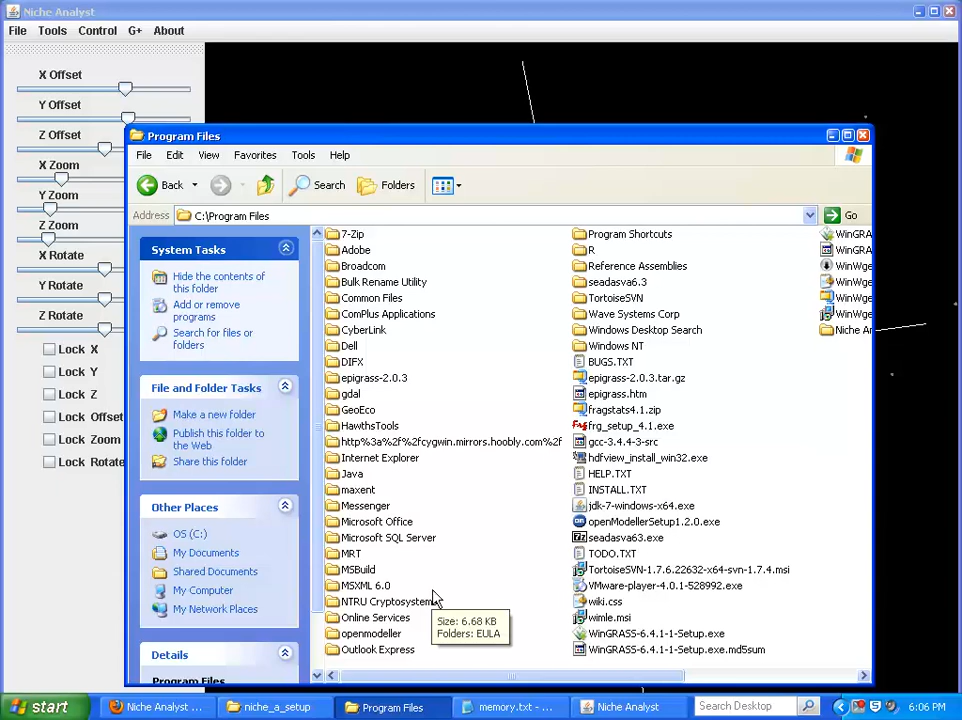 Niche Analyst
File Tools Control G+ About
X Offset
Y Offset
Z Offset
X Zoom
Y Zoom
Z Zoom
X Rotate
Y Rotate
Z Rotate
Lock X
Lock Y
Lock Z
Lock Offset
Lock Zoom
Lock Rotate
Program Files
File Edit View Favorites Tools Help
Back Search Folders
Address C:\Program Files Go
System Tasks
Hide the contents of
this folder
Add or remove
programs
Search for files or
folders
File and Folder Tasks
Make a new folder
Publish this folder to
the Web
Share this folder
Other Places
OS (C:)
My Documents
Shared Documents
My Computer
My Network Places
Details
Program Files
7-Zip
Adobe
Broadcom
Bulk Rename Utility
Common Files
ComPlus Applications
CyberLink
Dell
DIFX
epigrass-2.0.3
gdal
GeoEco
HawthsTools
http%3a%2f%2fcygwin.mirrors.hoobly.com%2f
Internet Explorer
Java
maxent
Messenger
Microsoft Office
Microsoft SQL Server
MRT
MSBuild
MSXML 6.0
NTRU Cryptosystems
Online Services
openmodeller
Outlook Express
Size: 6.68 KB
Folders: EULA
Program Shortcuts
R
Reference Assemblies
seadasva6.3
TortoiseSVN
Wave Systems Corp
Windows Desktop Search
Windows NT
BUGS.TXT
epigrass-2.0.3.tar.gz
epigrass.htm
fragstats4.1.zip
frg_setup_4.1.exe
gcc-3.4.4-3-src
hdfview_install_win32.exe
HELP.TXT
INSTALL.TXT
jdk-7-windows-x64.exe
openModellerSetup1.2.0.exe
seadasva63.exe
TODO.TXT
TortoiseSVN-1.7.6.22632-x64-svn-1.7.4.msi
VMware-player-4.0.1-528992.exe
wiki.css
wimle.msi
WinGRASS-6.4.1-1-Setup.exe
WinGRASS-6.4.1-1-Setup.exe.md5sum
WinGRA
WinGRA
WinWge
WinWge
WinWge
WinWge
Niche An
start Niche Analyst ... niche_a_setup Program Files memory.txt - ... Niche Analyst Search Desktop 6:06 PM